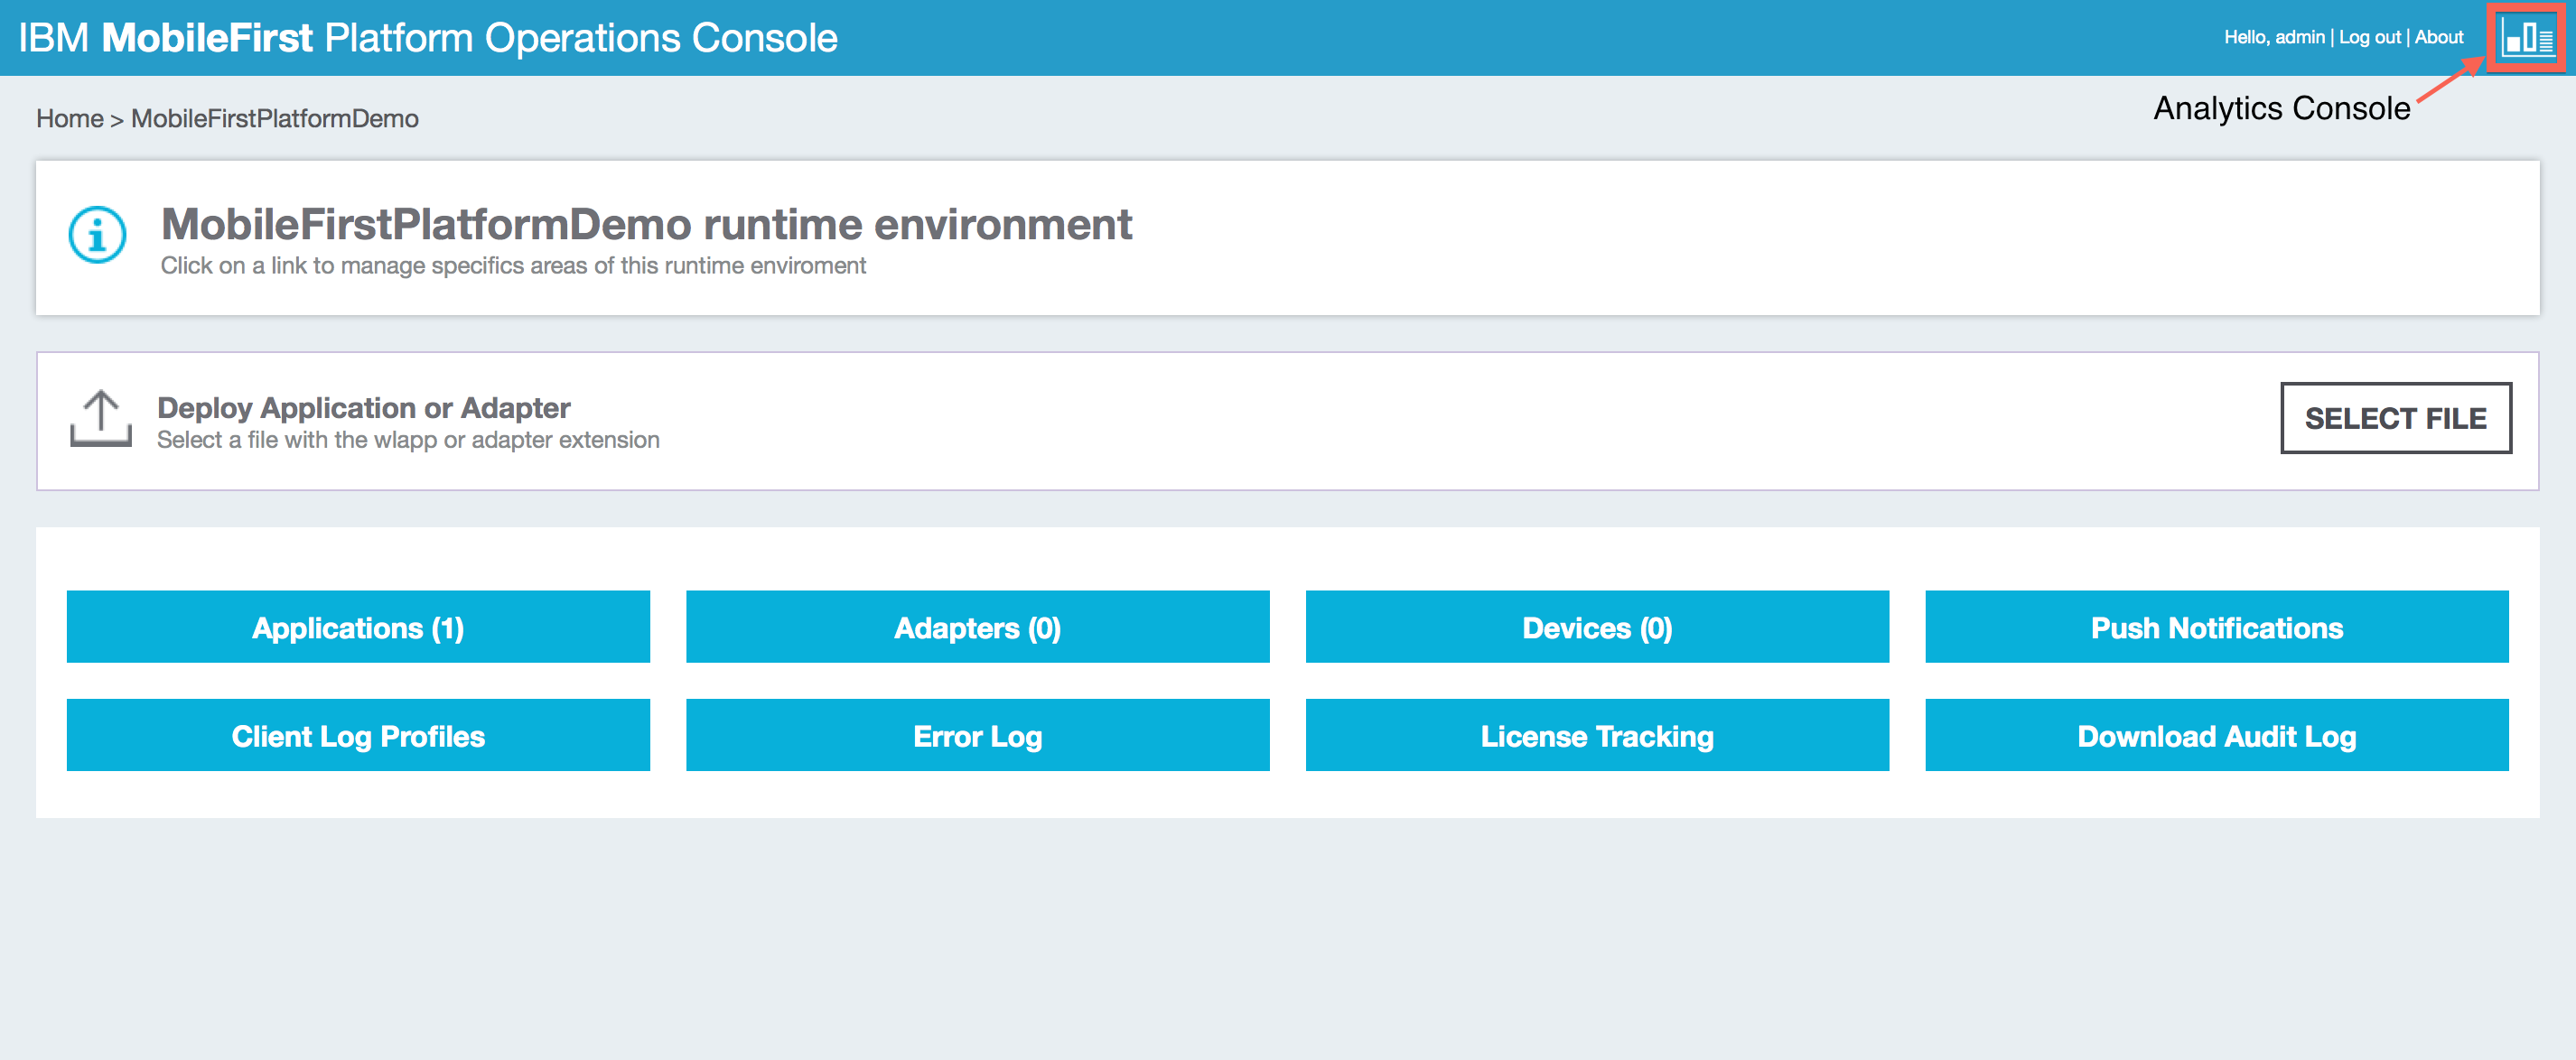 IBM MobileFirst Platform Operations Console
Hello, admin | Log out | About
Analytics Console
Home > MobileFirstPlatformDemo
MobileFirstPlatformDemo runtime environment
Click on a link to manage specifics areas of this runtime enviroment
Deploy Application or Adapter
Select a file with the wlapp or adapter extension
SELECT FILE
Applications (1)
Adapters (0)
Devices (0)
Push Notifications
Client Log Profiles
Error Log
License Tracking
Download Audit Log